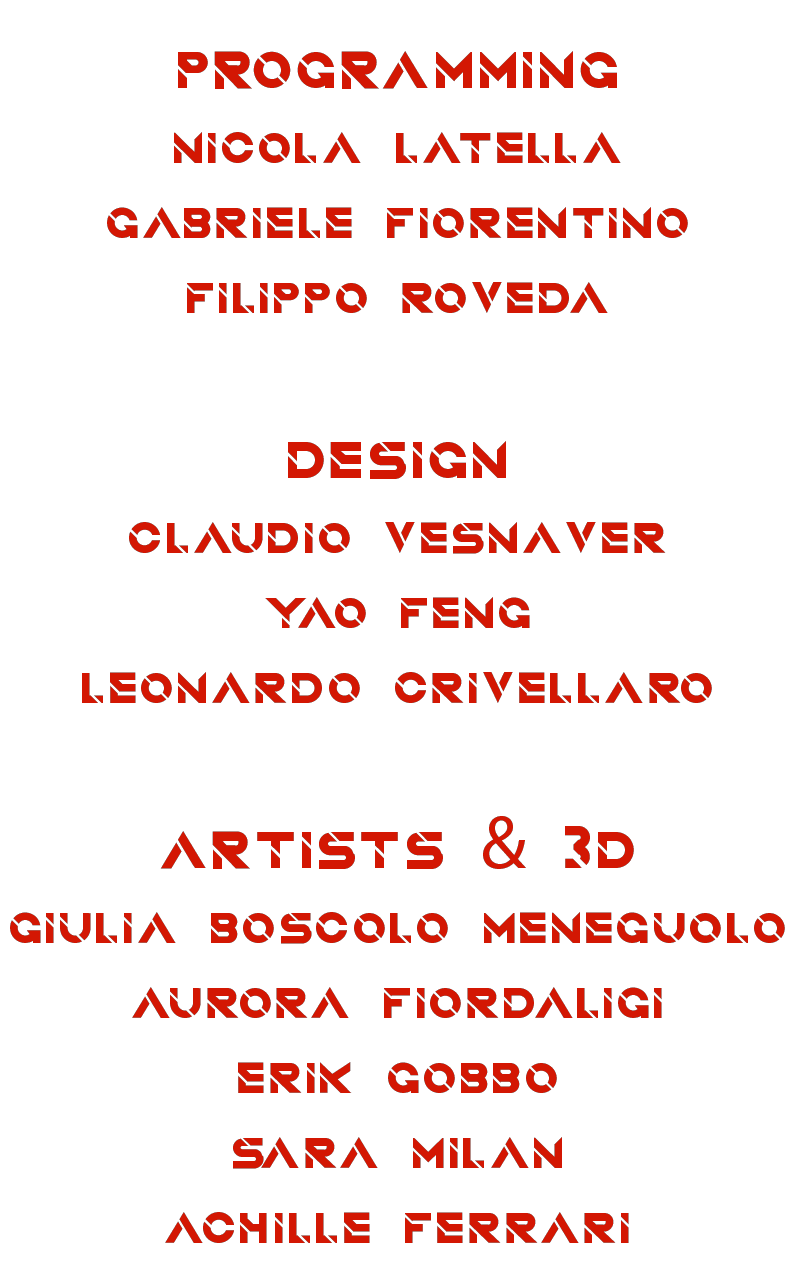 PROGRAMMING
NICOLA LATELLA
GABRIELE FIORENTINO
FILIPPO ROVEDA
DESIGN
CLAUDIO VESNAVER
YAO FENG
LEONARDO CRIVELLARO
ARTISTS & 3D
GIULIA BOSCOLO MENEGUOLO
AURORA FIORDALIGI
ERIK GOBBO
SARA MILAN
ACHILLE FERRARI